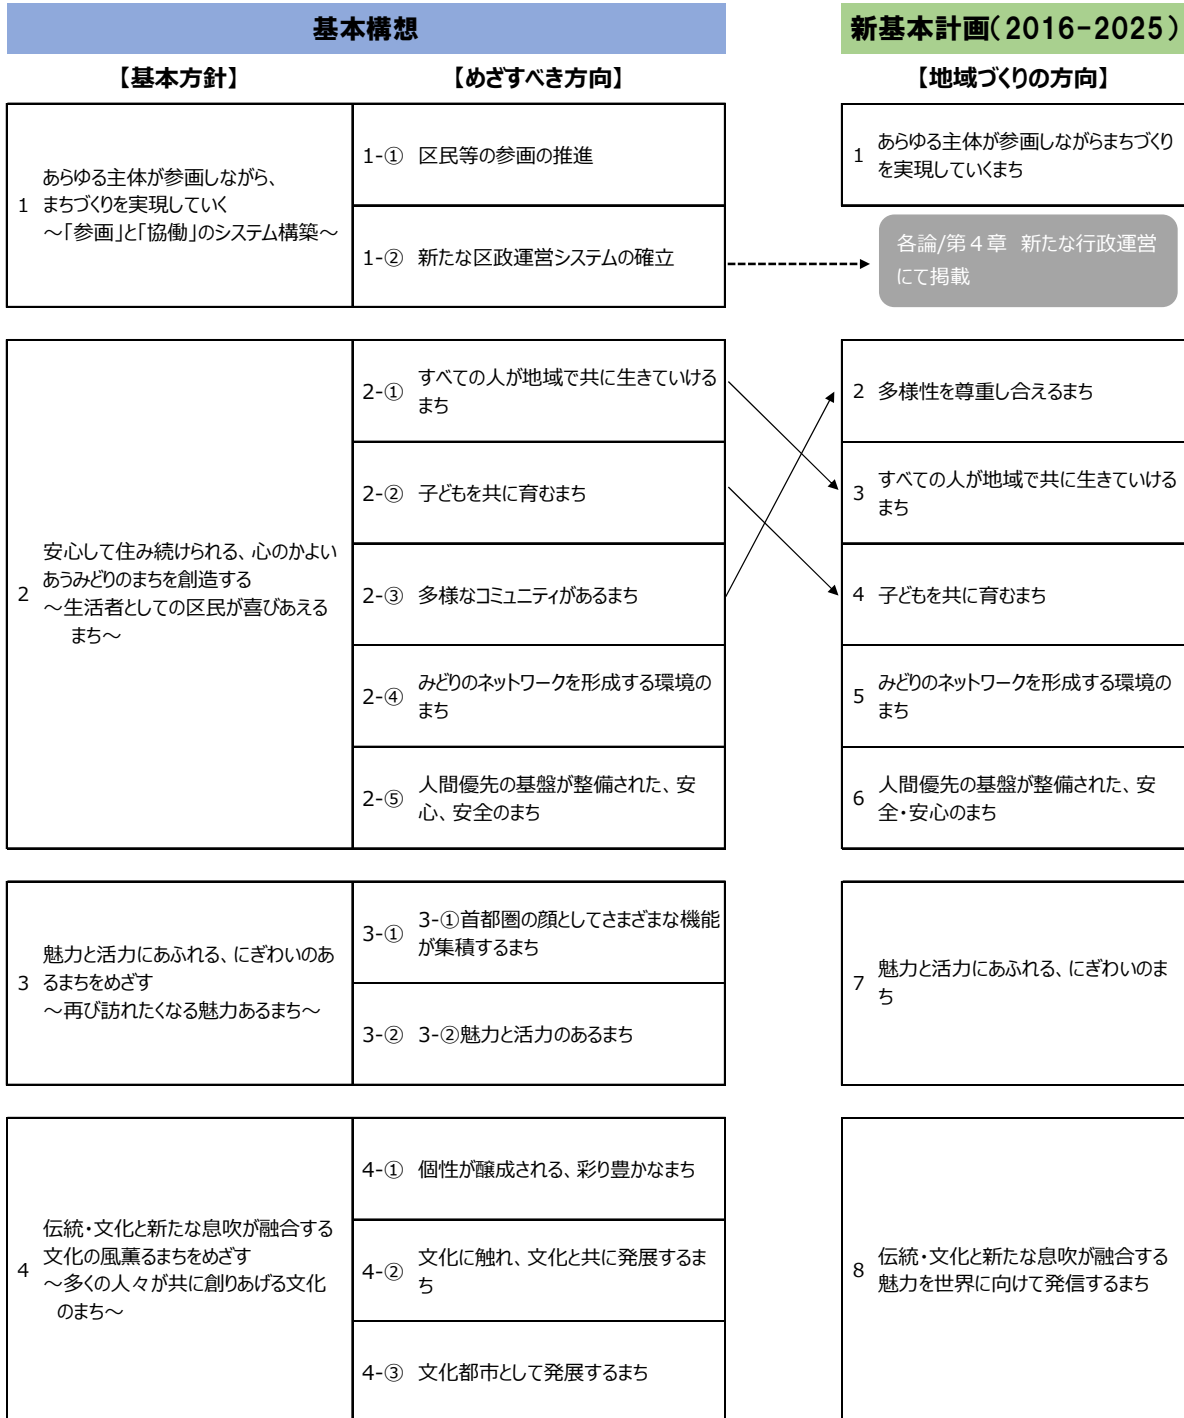 基本構想
新基本計画(2016-2025)
【基本方針】
【めざすべき方向】
【地域づくりの方向】
1
あらゆる主体が参画しながら、
まちづくりを実現していく
～「参画」と「協働」のシステム構築～
1-① 区民等の参画の推進
1-② 新たな区政運営システムの確立
1
あらゆる主体が参画しながらまちづくり
を実現していくまち
各論/第４章 新たな行政運営
にて掲載
2
安心して住み続けられる、心のかよい
あうみどりのまちを創造する
～生活者としての区民が喜びあえる
まち～
2-①
すべての人が地域で共に生きていける
まち
2-② 子どもを共に育むまち
2-③ 多様なコミュニティがあるまち
2-④
みどりのネットワークを形成する環境の
まち
2-⑤
人間優先の基盤が整備された、安
心、安全のまち
2 多様性を尊重し合えるまち
3
すべての人が地域で共に生きていける
まち
4 子どもを共に育むまち
5
みどりのネットワークを形成する環境の
まち
6
人間優先の基盤が整備された、安
全・安心のまち
3
魅力と活力にあふれる、にぎわいのあ
るまちをめざす
～再び訪れたくなる魅力あるまち～
3-①
3-①首都圏の顔としてさまざまな機能
が集積するまち
3-② 3-②魅力と活力のあるまち
7
魅力と活力にあふれる、にぎわいのま
ち
4
伝統・文化と新たな息吹が融合する
文化の風薫るまちをめざす
～多くの人々が共に創りあげる文化
のまち～
4-① 個性が醸成される、彩り豊かなまち
4-②
文化に触れ、文化と共に発展するま
ち
4-③ 文化都市として発展するまち
8
伝統・文化と新たな息吹が融合する
魅力を世界に向けて発信するまち